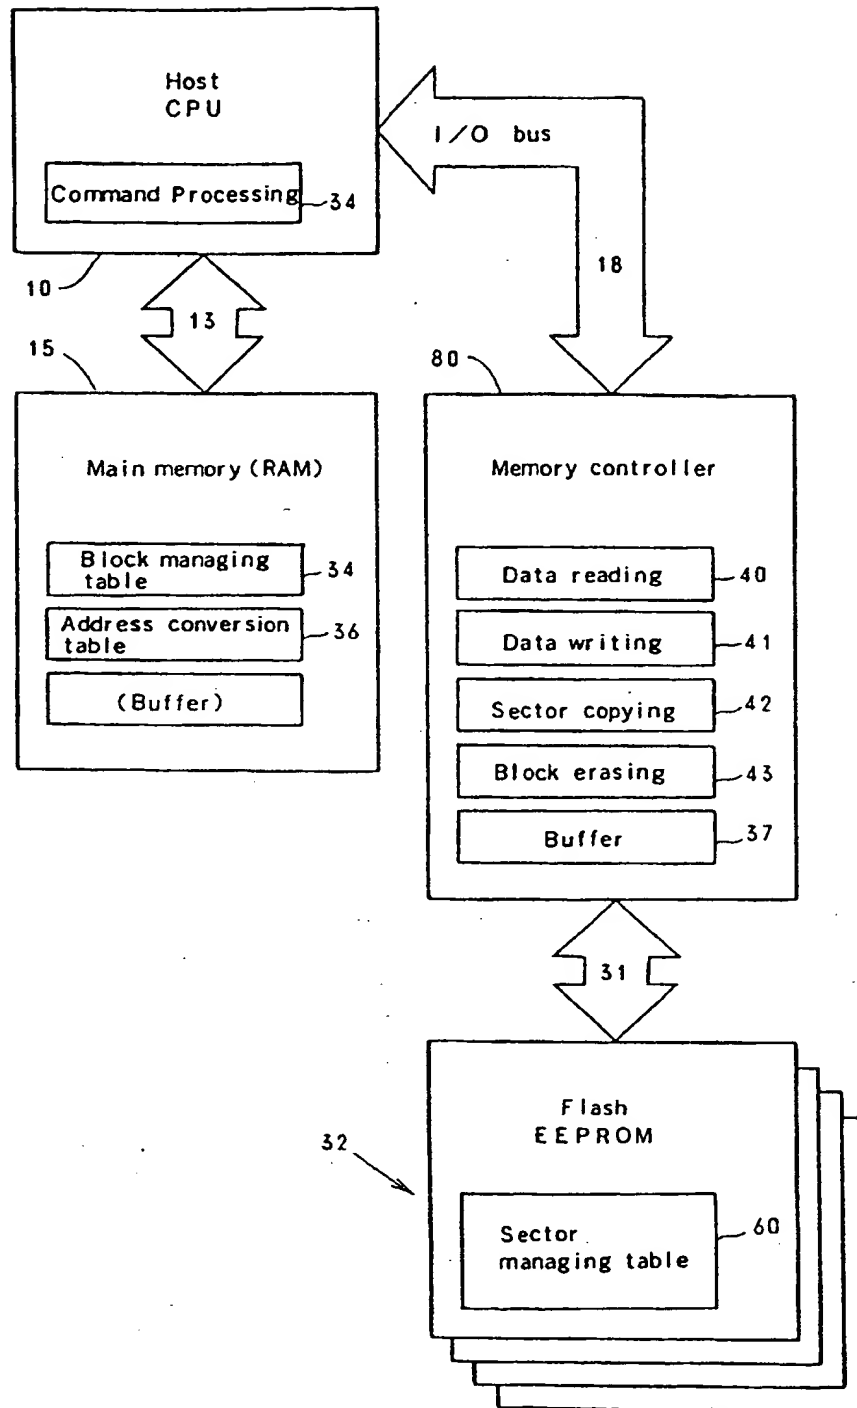 Host
CPU
Command Processing
34
10
13
I/O bus
18
15
Main memory (RAM)
Block managing
table
34
Address conversion
table
36
(Buffer)
80
Memory controller
Data reading
40
Data writing
41
Sector copying
42
Block erasing
43
Buffer
37
31
32
Flash
EEPROM
Sector
managing table
60